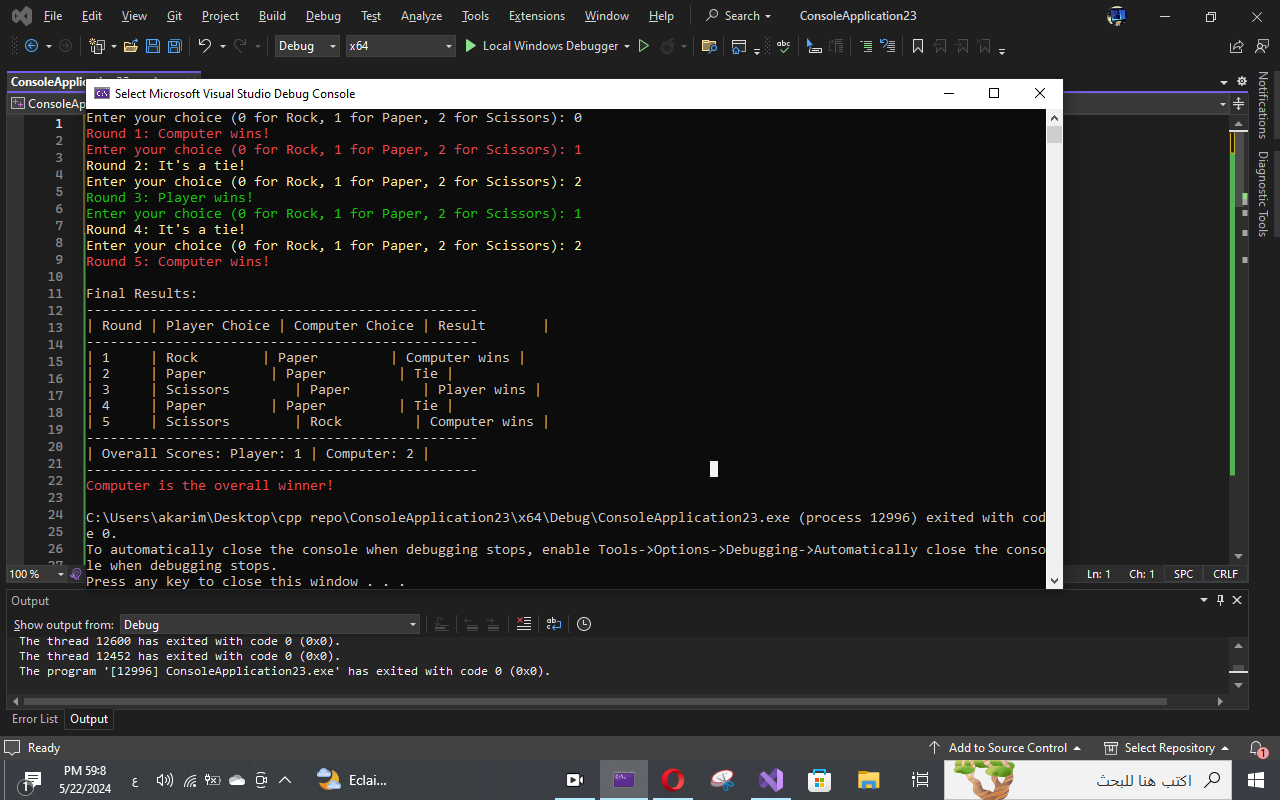 File Edit View Git Project Build Debug Test Analyze Tools Extensions Window Help Search ConsoleApplication23
Debug x64 Local Windows Debugger
ConsoleApplic
Select Microsoft Visual Studio Debug Console
ConsoleAp
Enter your choice (0 for Rock, 1 for Paper, 2 for Scissors): 0
Round 1: Computer wins!
Enter your choice (0 for Rock, 1 for Paper, 2 for Scissors): 1
Round 2: It's a tie!
Enter your choice (0 for Rock, 1 for Paper, 2 for Scissors): 2
Round 3: Player wins!
Enter your choice (0 for Rock, 1 for Paper, 2 for Scissors): 1
Round 4: It's a tie!
Enter your choice (0 for Rock, 1 for Paper, 2 for Scissors): 2
Round 5: Computer wins!
Final Results:
-------------------------------------------------
| Round | Player Choice | Computer Choice | Result       |
-------------------------------------------------
| 1     | Rock        | Paper         | Computer wins |
| 2     | Paper        | Paper         | Tie |
| 3     | Scissors        | Paper         | Player wins |
| 4     | Paper        | Paper         | Tie |
| 5     | Scissors        | Rock         | Computer wins |
-------------------------------------------------
| Overall Scores: Player: 1 | Computer: 2 |
-------------------------------------------------
Computer is the overall winner!
C:\Users\akarim\Desktop\cpp repo\ConsoleApplication23\x64\Debug\ConsoleApplication23.exe (process 12996) exited with cod
e 0.
To automatically close the console when debugging stops, enable Tools->Options->Debugging->Automatically close the conso
le when debugging stops.
Press any key to close this window . . .
1
2
3
4
5
6
7
8
9
10
11
12
13
14
15
16
17
18
19
20
21
22
23
24
25
26
27
Notifications
Diagnostic Tools
100 % Ln: 1 Ch: 1 SPC CRLF
Output
Show output from: Debug
The thread 12600 has exited with code 0 (0x0).
The thread 12452 has exited with code 0 (0x0).
The program '[12996] ConsoleApplication23.exe' has exited with code 0 (0x0).
Error List Output
Ready Add to Source Control Select Repository 1
1 PM 59:8 ع Eclai... اكتب هنا للبحث
5/22/2024